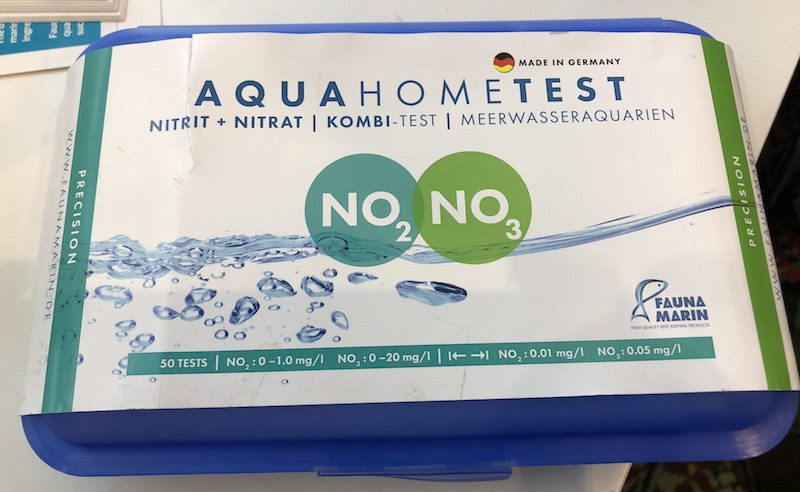 MADE IN GERMANY
AQUAHOMETEST
NITRIT + NITRAT | KOMBI-TEST | MEERWASSERAQUARIEN
NO2 NO3
PRECISION
WWW.FAUNAMARIN.DE
PRECISION
WWW.FAUNAMARIN.DE
FAUNA
MARIN
HIGH QUALITY REEF KEEPING PRODUCTS
50 TESTS | NO2 : 0 –1.0 mg/l NO3 : 0 –20 mg/l | |← →| NO2 : 0.01 mg/l NO3 : 0.05 mg/l